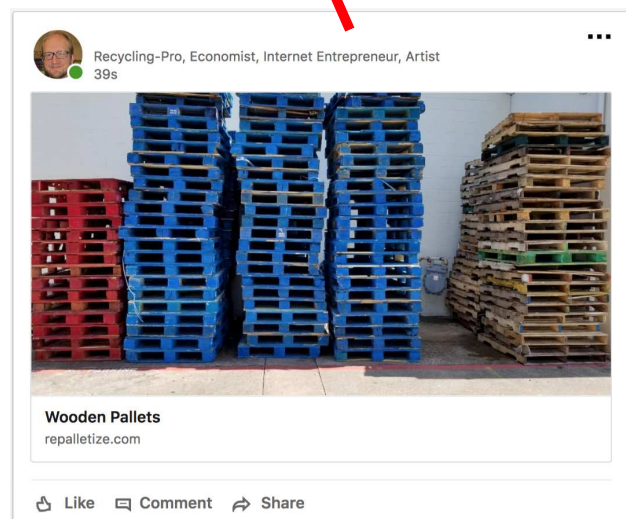 Recycling-Pro, Economist, Internet Entrepreneur, Artist
39s
Wooden Pallets
repalletize.com
Like Comment Share